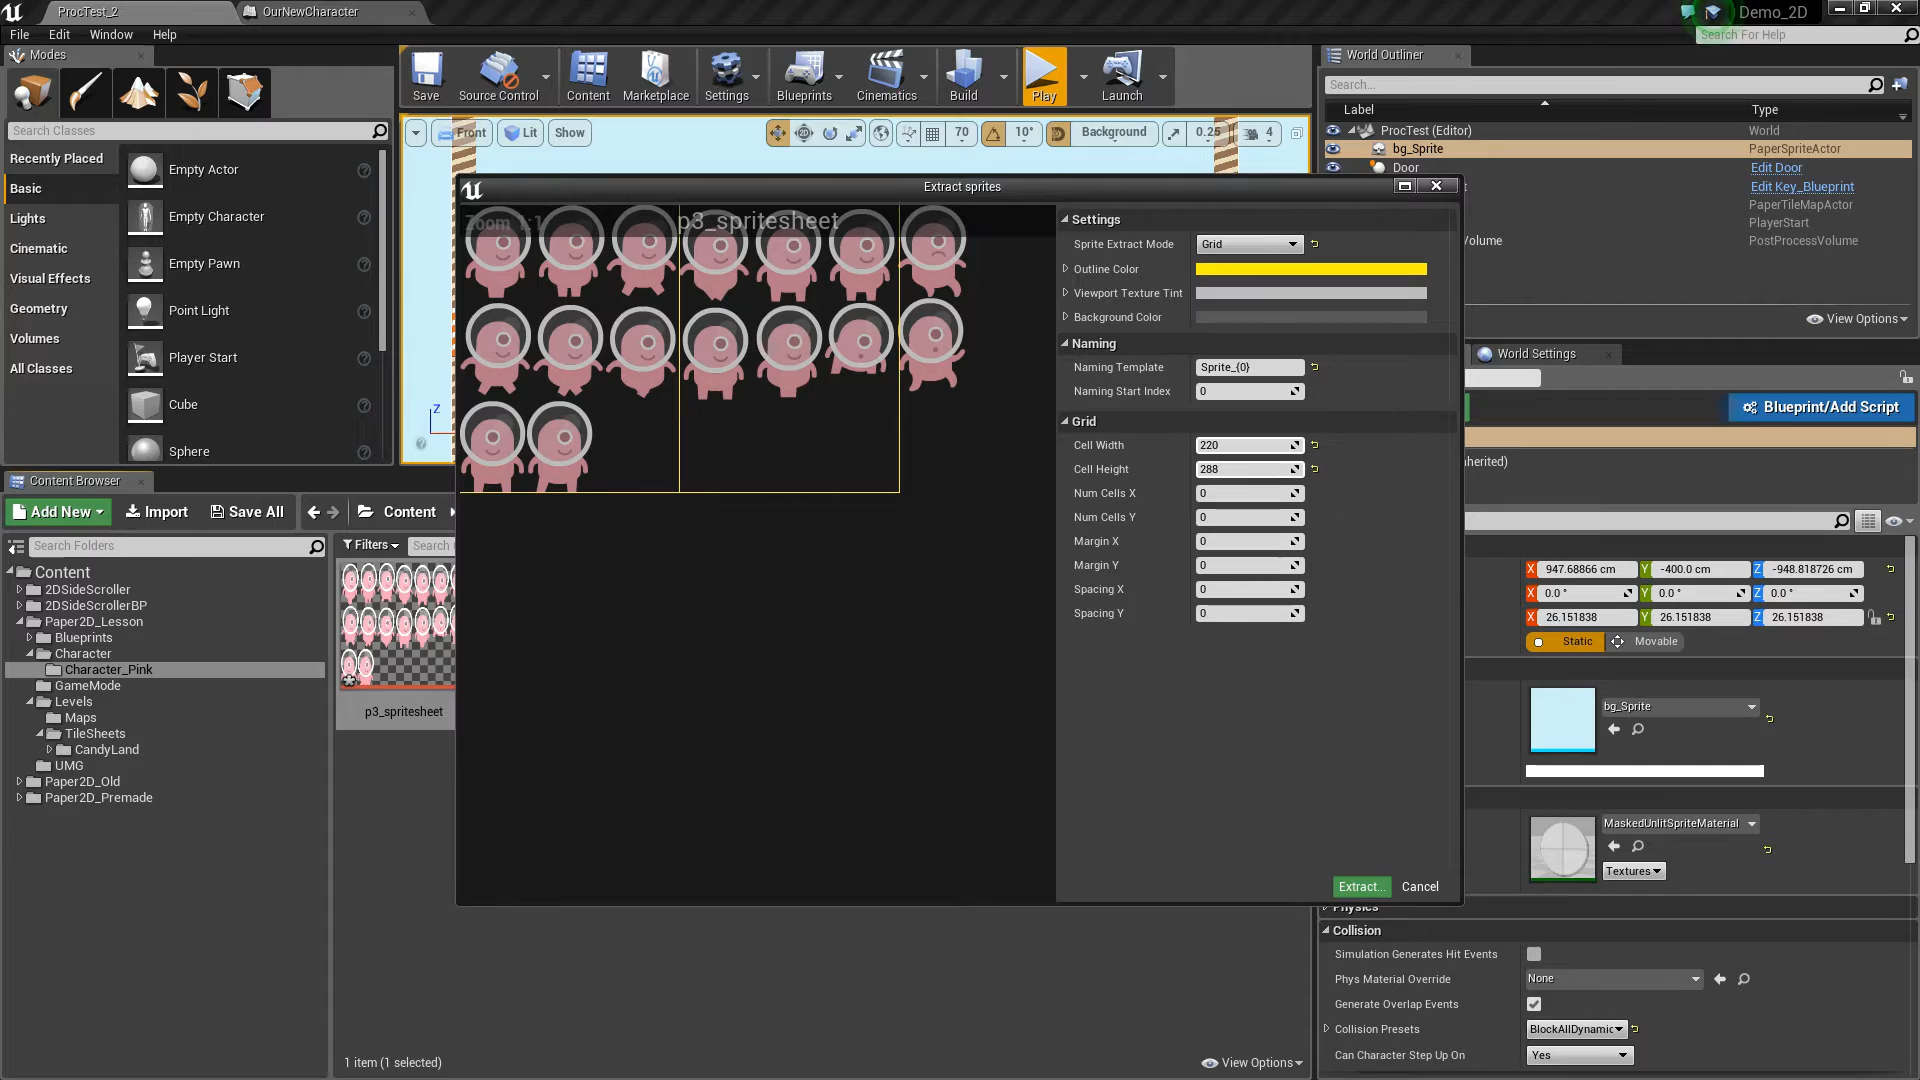 ProcTest_2
OurNewCharacter
Demo_2D
File
Edit
Window
Help
Search For Help
Modes
Save
Source Control
Content
Marketplace
Settings
Blueprints
Cinematics
Build
Play
Launch
World Outliner
Search...
Label
Type
ProcTest (Editor)
World
bg_Sprite
PaperSpriteActor
Door
Edit Door
Edit Key_Blueprint
PaperTileMapActor
PlayerStart
Volume
PostProcessVolume
View Options
Search Classes
Recently Placed
Basic
Lights
Cinematic
Visual Effects
Geometry
Volumes
All Classes
Empty Actor
Empty Character
Empty Pawn
Point Light
Player Start
Cube
Sphere
Front
Lit
Show
70
10°
Background
0.25
4
Z
Extract sprites
Zoom 1:1
p3_spritesheet
Settings
Sprite Extract Mode
Grid
Outline Color
Viewport Texture Tint
Background Color
Naming
Naming Template
Sprite_{0}
Naming Start Index
0
Grid
Cell Width
220
Cell Height
288
Num Cells X
0
Num Cells Y
0
Margin X
0
Margin Y
0
Spacing X
0
Spacing Y
0
Extract...
Cancel
World Settings
Blueprint/Add Script
X 947.68866 cm Y -400.0 cm Z -948.818726 cm
X 0.0 ° Y 0.0 ° Z 0.0 °
X 26.151838 Y 26.151838 Z 26.151838
Static
Movable
bg_Sprite
MaskedUnlitSpriteMaterial
Textures
Physics
Collision
Simulation Generates Hit Events
Phys Material Override
None
Generate Overlap Events
Collision Presets
BlockAllDynamic
Can Character Step Up On
Yes
Content Browser
Add New
Import
Save All
Content
Search Folders
Filters
Content
2DSideScroller
2DSideScrollerBP
Paper2D_Lesson
Blueprints
Character
Character_Pink
GameMode
Levels
Maps
TileSheets
CandyLand
UMG
Paper2D_Old
Paper2D_Premade
p3_spritesheet
1 item (1 selected)
View Options